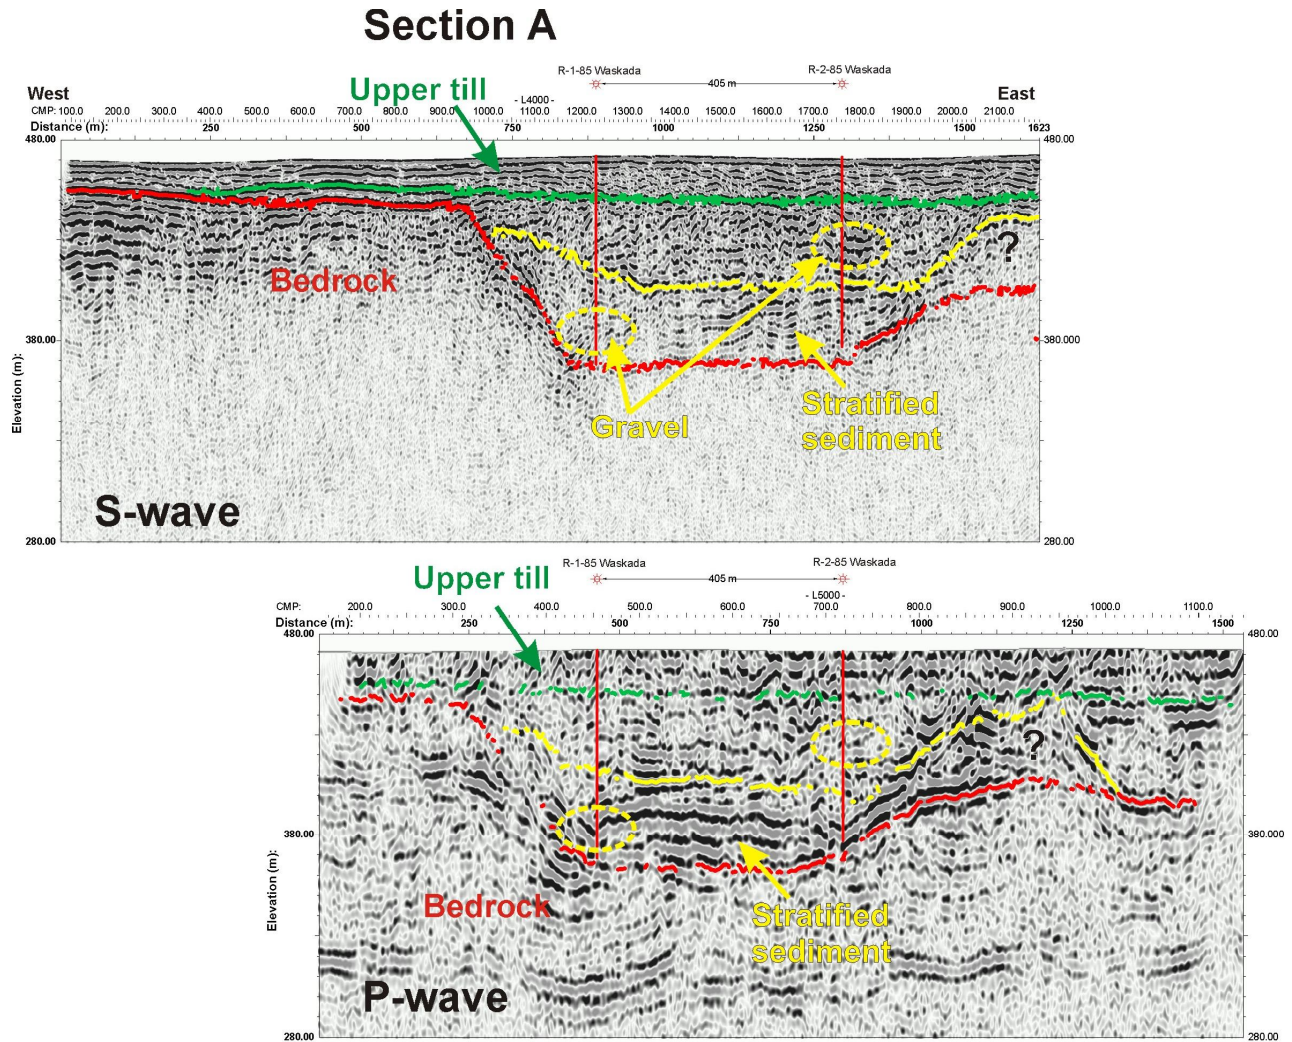 Section A
R-1-85 Waskada
R-2-85 Waskada
405 m
West
Upper till
East
- L4000 -
CMP: 100.0 200.0 300.0 400.0 500.0 600.0 700.0 800.0 900.0 1000.0 1100.0 1200.0 1300.0 1400.0 1500.0 1600.0 1700.0 1800.0 1900.0 2000.0 2100.0
Distance (m): 250 500 750 1000 1250 1500 1623
480.00
480.00
?
Bedrock
380.00
380.000
Elevation (m):
Gravel
Stratified
sediment
S-wave
280.00
280.00
R-1-85 Waskada
R-2-85 Waskada
405 m
Upper till
- L5000 -
CMP: 200.0 300.0 400.0 500.0 600.0 700.0 800.0 900.0 1000.0 1100.0
Distance (m): 250 500 750 1000 1250 1500
480.00
480.00
?
380.00
380.000
Elevation (m):
Bedrock
Stratified
sediment
P-wave
280.00
280.00